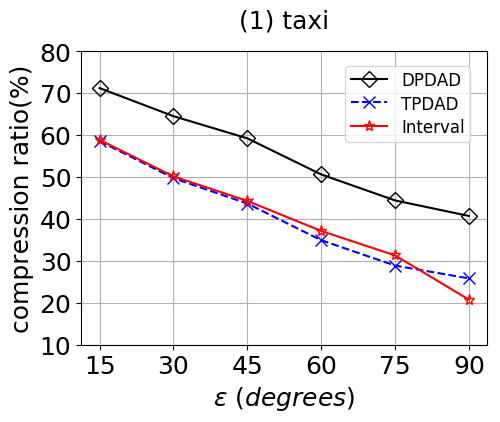 (1) taxi
compression ratio(%)
80
70
60
50
40
30
20
10
DPDAD
TPDAD
Interval
15 30 45 60 75 90
ε (degrees)